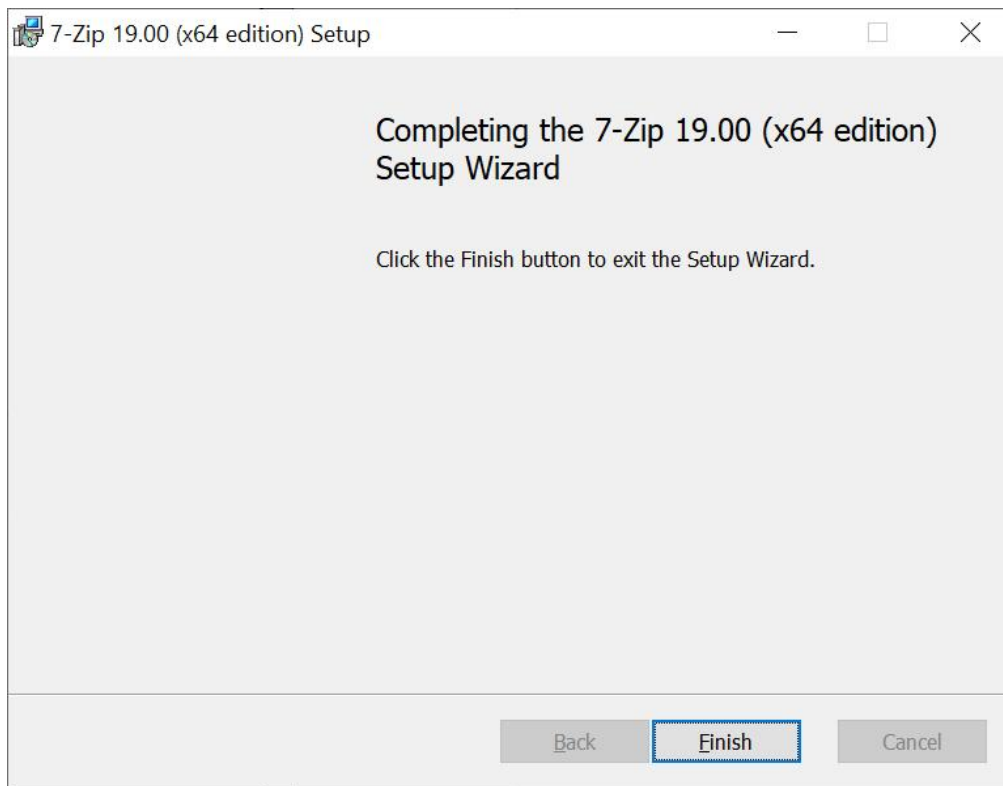 7-Zip 19.00 (x64 edition) Setup
Completing the 7-Zip 19.00 (x64 edition)
Setup Wizard
Click the Finish button to exit the Setup Wizard.
Back Finish Cancel